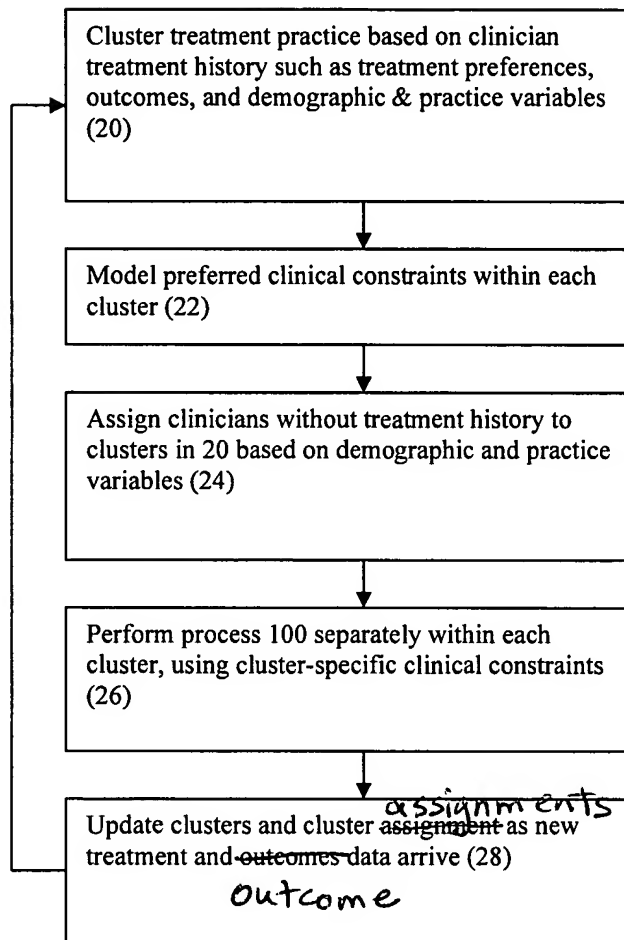 Cluster treatment practice based on clinician
treatment history such as treatment preferences,
outcomes, and demographic & practice variables
(20)
Model preferred clinical constraints within each
cluster (22)
Assign clinicians without treatment history to
clusters in 20 based on demographic and practice
variables (24)
Perform process 100 separately within each
cluster, using cluster-specific clinical constraints
(26)
assignments
Update clusters and cluster assignment as new
treatment and outcomes data arrive (28)
outcome